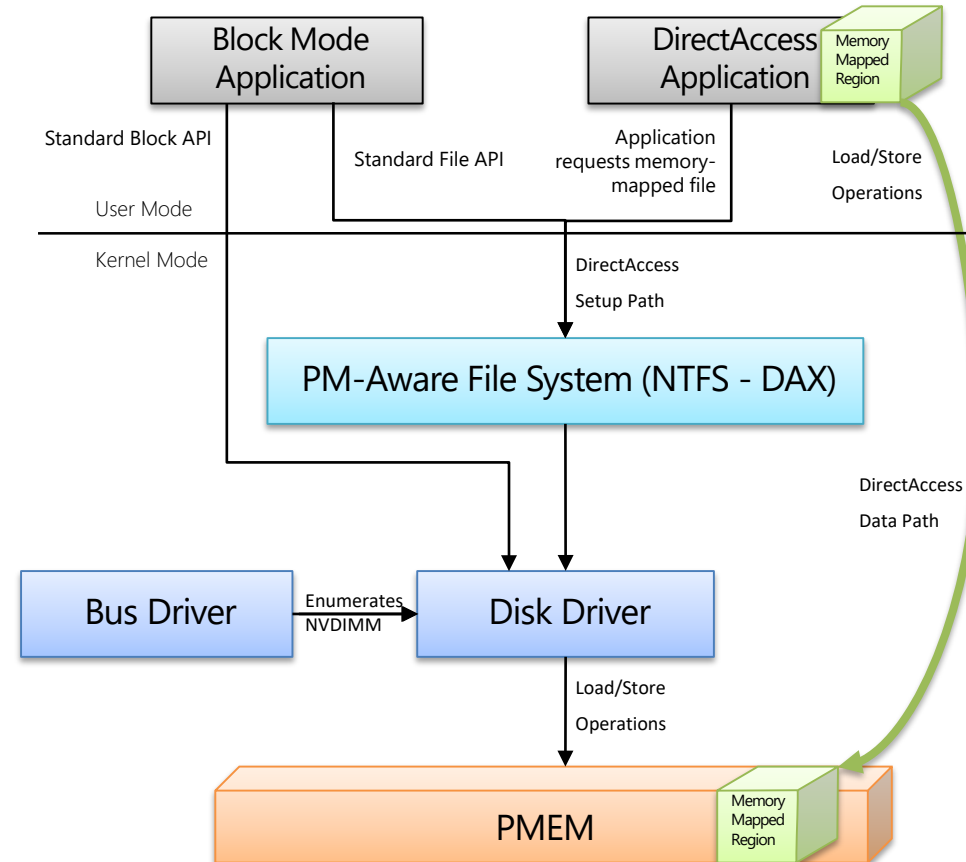 Block Mode
Application
DirectAccess
Application
Memory
Mapped
Region
Standard Block API
Standard File API
Application
requests memory-
mapped file
Load/Store
Operations
User Mode
Kernel Mode
DirectAccess
Setup Path
PM-Aware File System (NTFS - DAX)
DirectAccess
Data Path
Bus Driver
Enumerates
NVDIMM
Disk Driver
Load/Store
Operations
PMEM
Memory
Mapped
Region